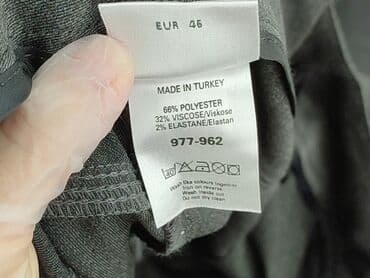 EUR 46
MADE IN TURKEY
66% POLYESTER
32% VISCOSE/Viskose
2% ELASTANE/Elastan
977-962
Wash like colours together
Iron on reverse
Wash inside out
Do not dry clean